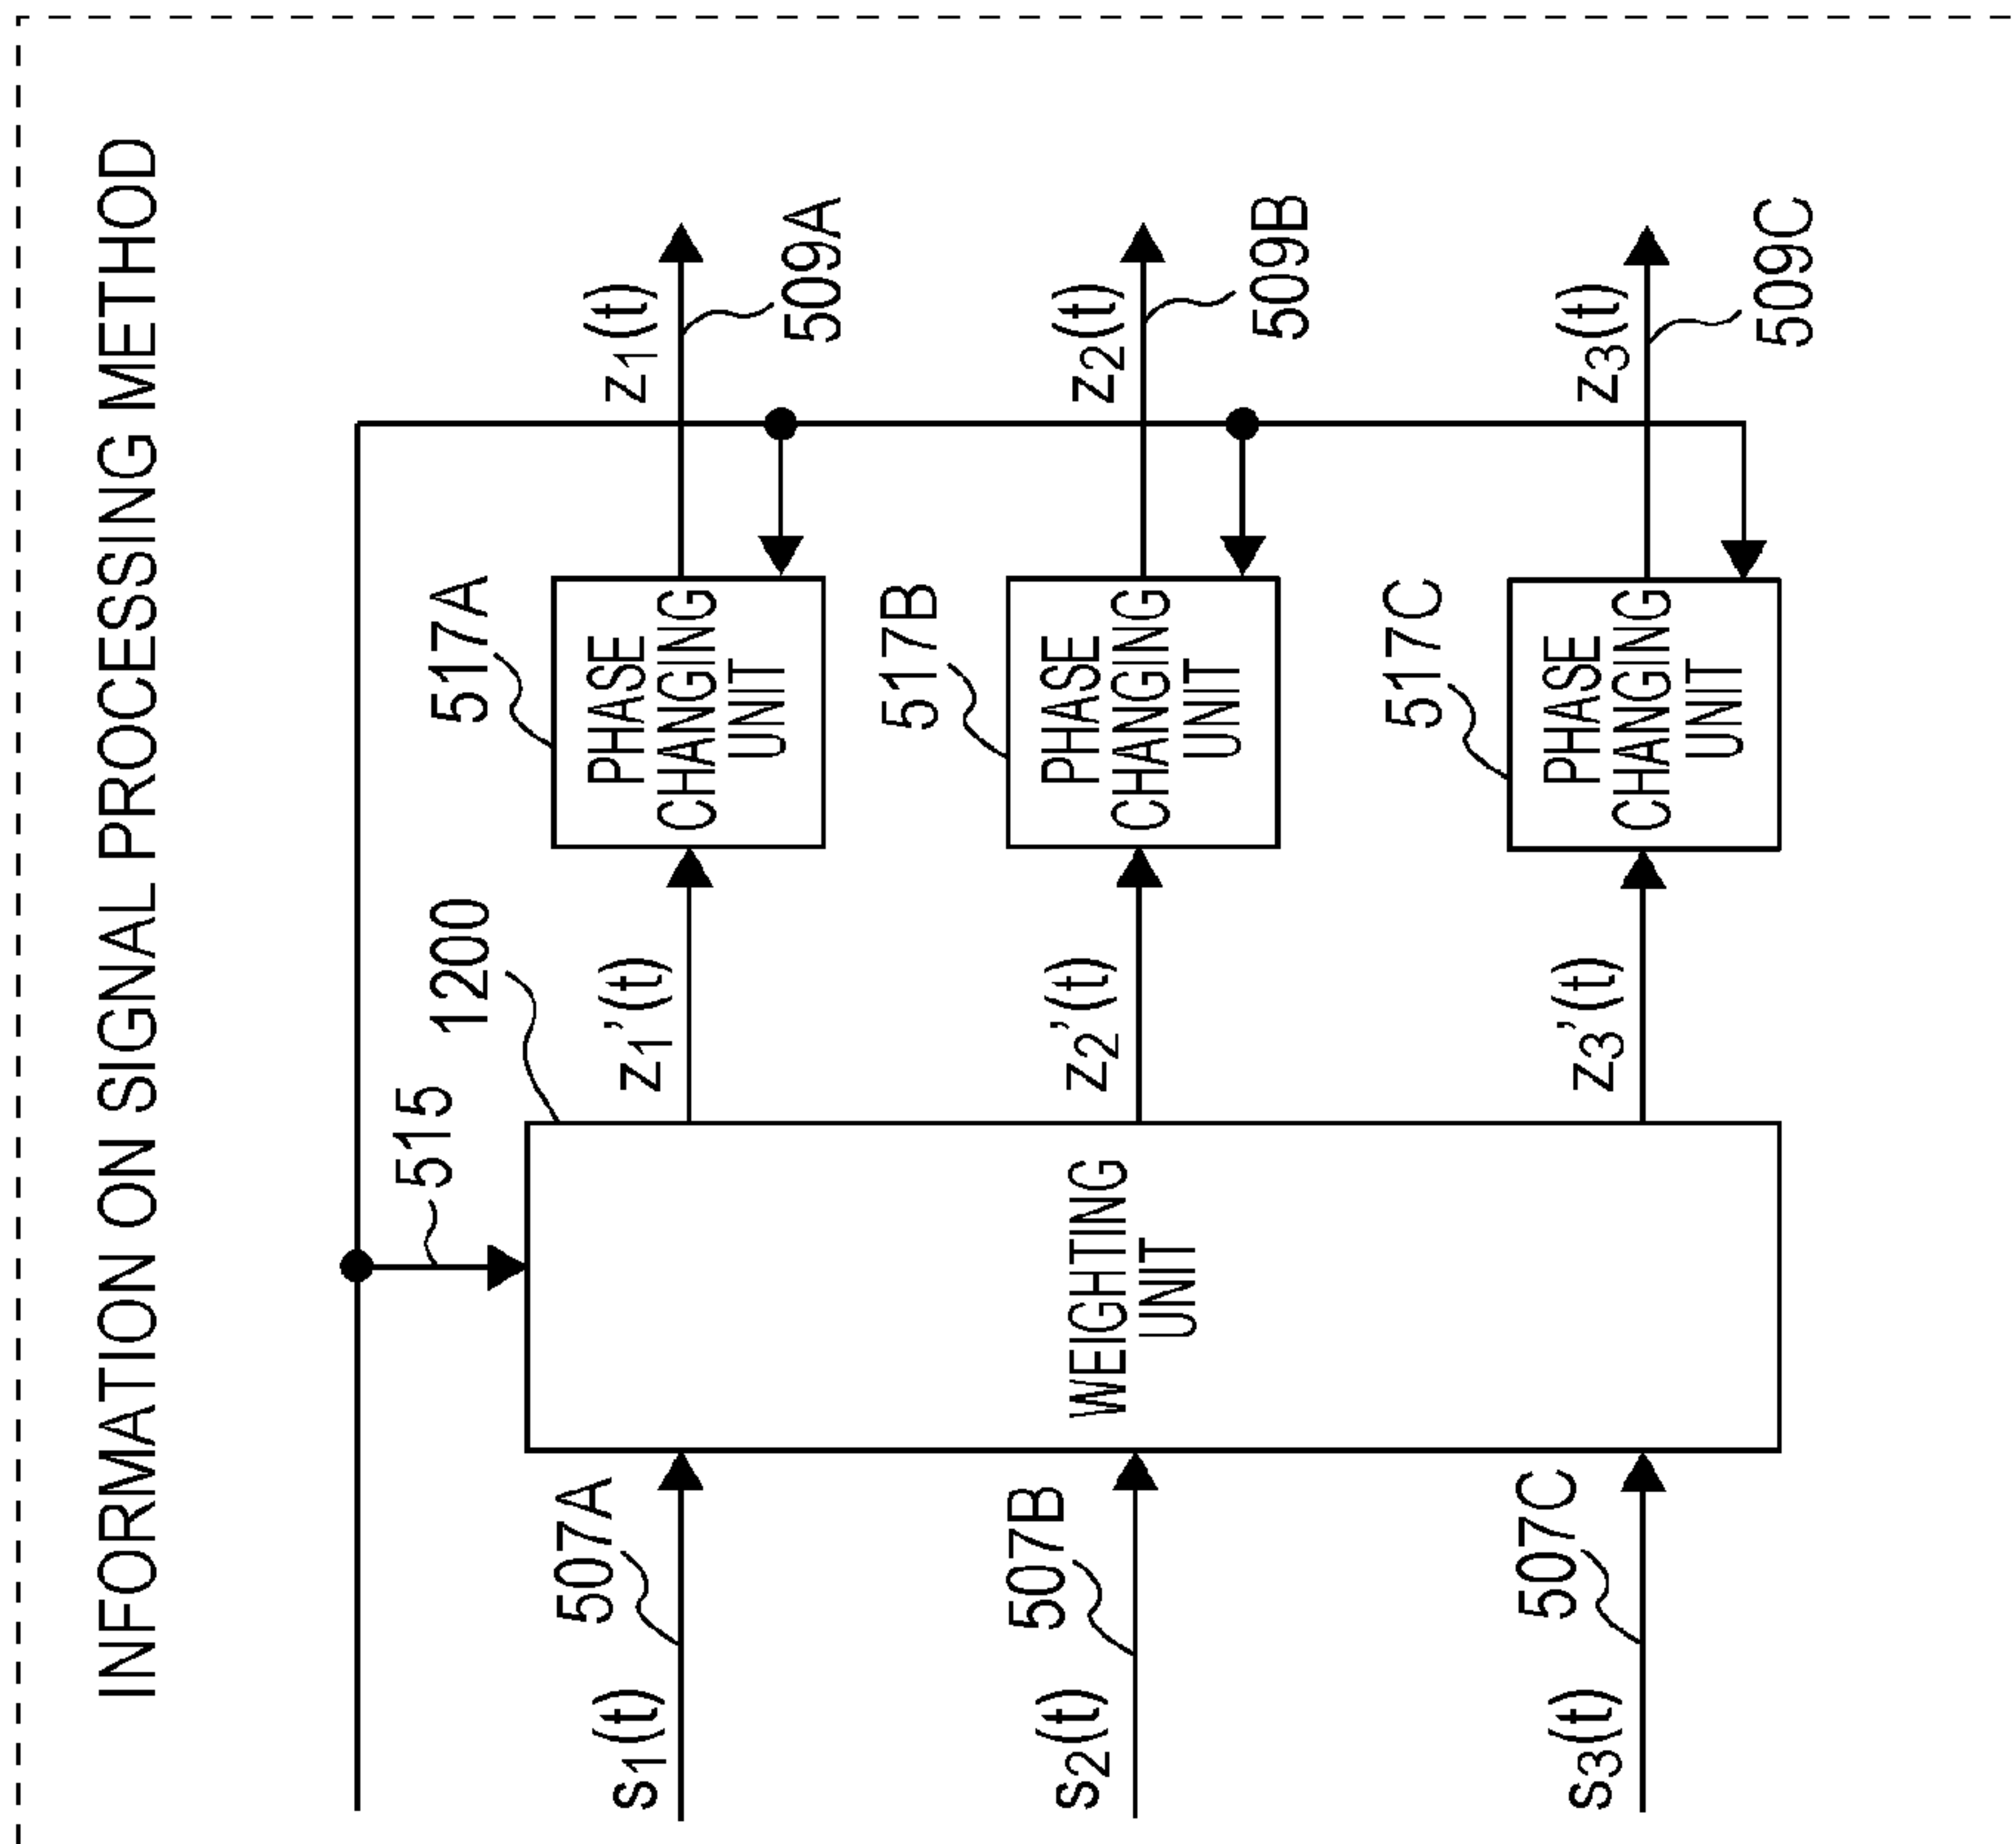 INFORMATION ON SIGNAL PROCESSING METHOD
515
1200
517A
517B
517C
s1(t)
507A
z1'(t)
PHASE
CHANGING
UNIT
z1(t)
509A
s2(t)
507B
WEIGHTING
UNIT
z2'(t)
PHASE
CHANGING
UNIT
z2(t)
509B
s3(t)
507C
z3'(t)
PHASE
CHANGING
UNIT
z3(t)
509C